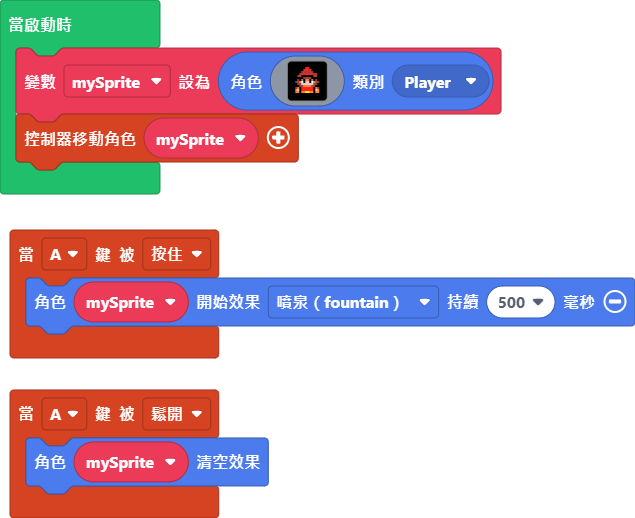 當啟動時
變數 mySprite 設為 角色 類別 Player
控制器移動角色 mySprite
當 A 鍵 被 按住
角色 mySprite 開始效果 噴泉（fountain） 持續 500 毫秒
當 A 鍵 被 鬆開
角色 mySprite 清空效果